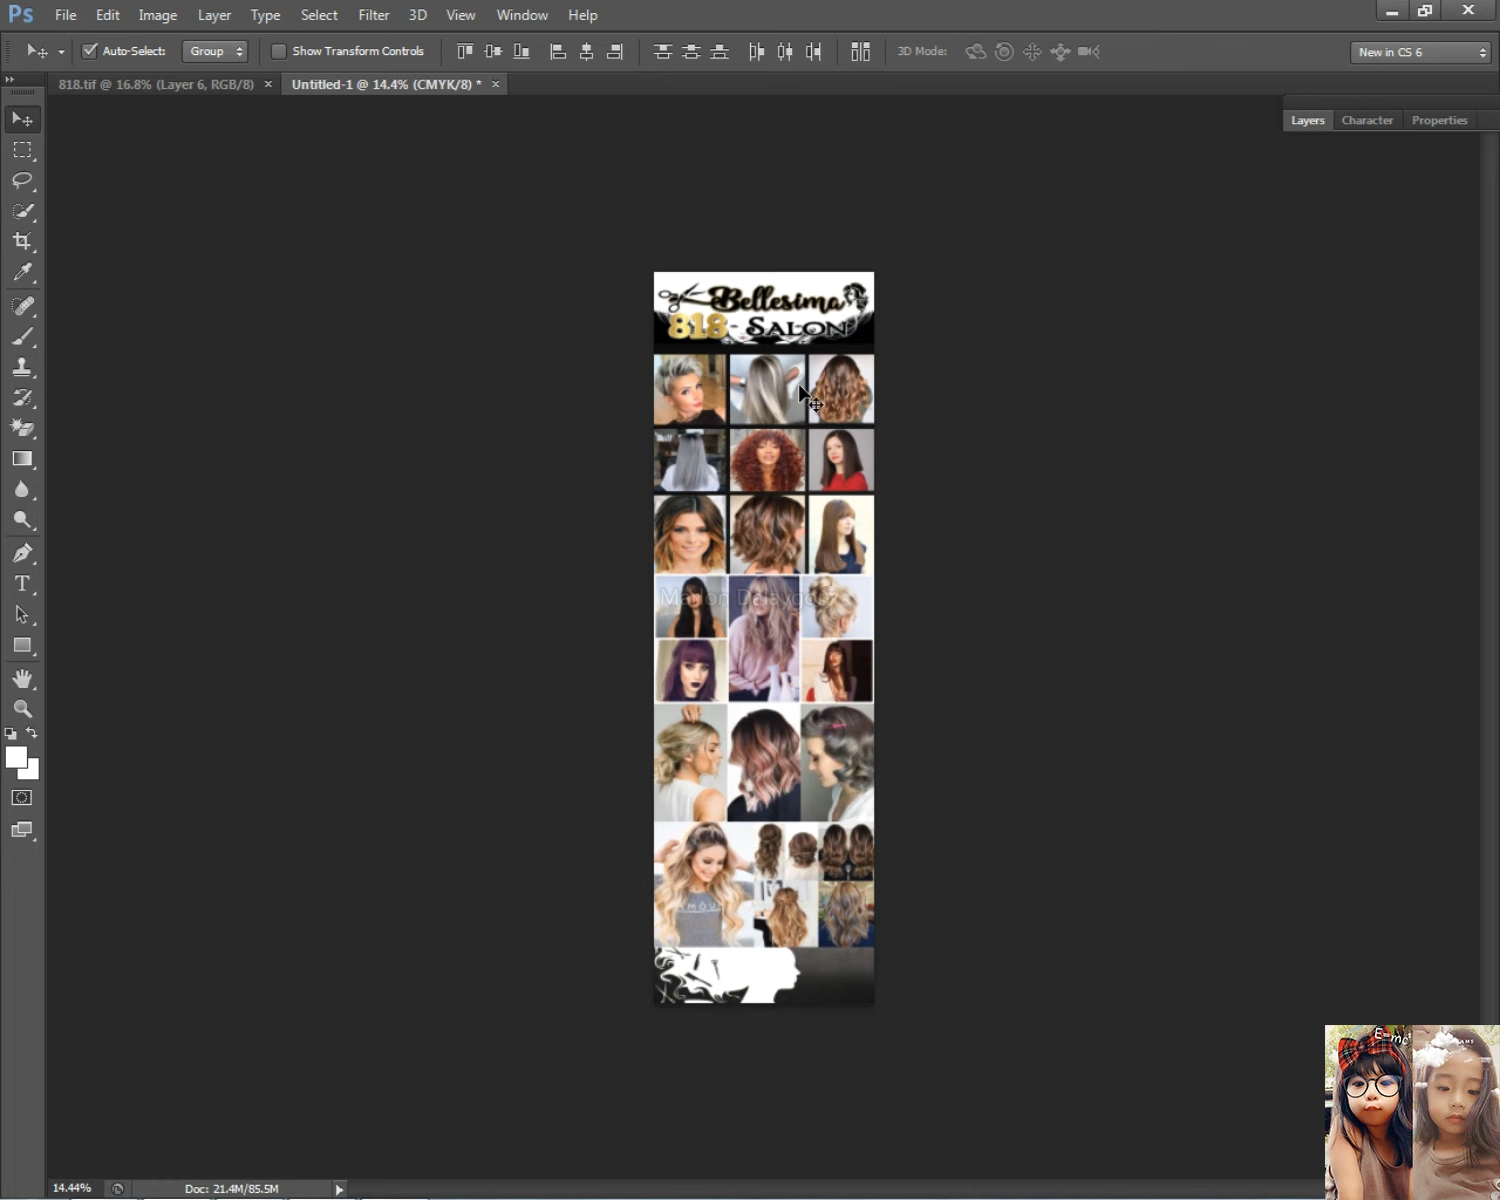 Ps File Edit Image Layer Type Select Filter 3D View Window Help
Auto-Select: Group Show Transform Controls 3D Mode: New in CS 6
818.tif @ 16.8% (Layer 6, RGB/8) × Untitled-1 @ 14.4% (CMYK/8) * ×
Layers Character Properties
Bellesima
818 SALON
E=mc²
14.44% Doc: 21.4M/85.5M